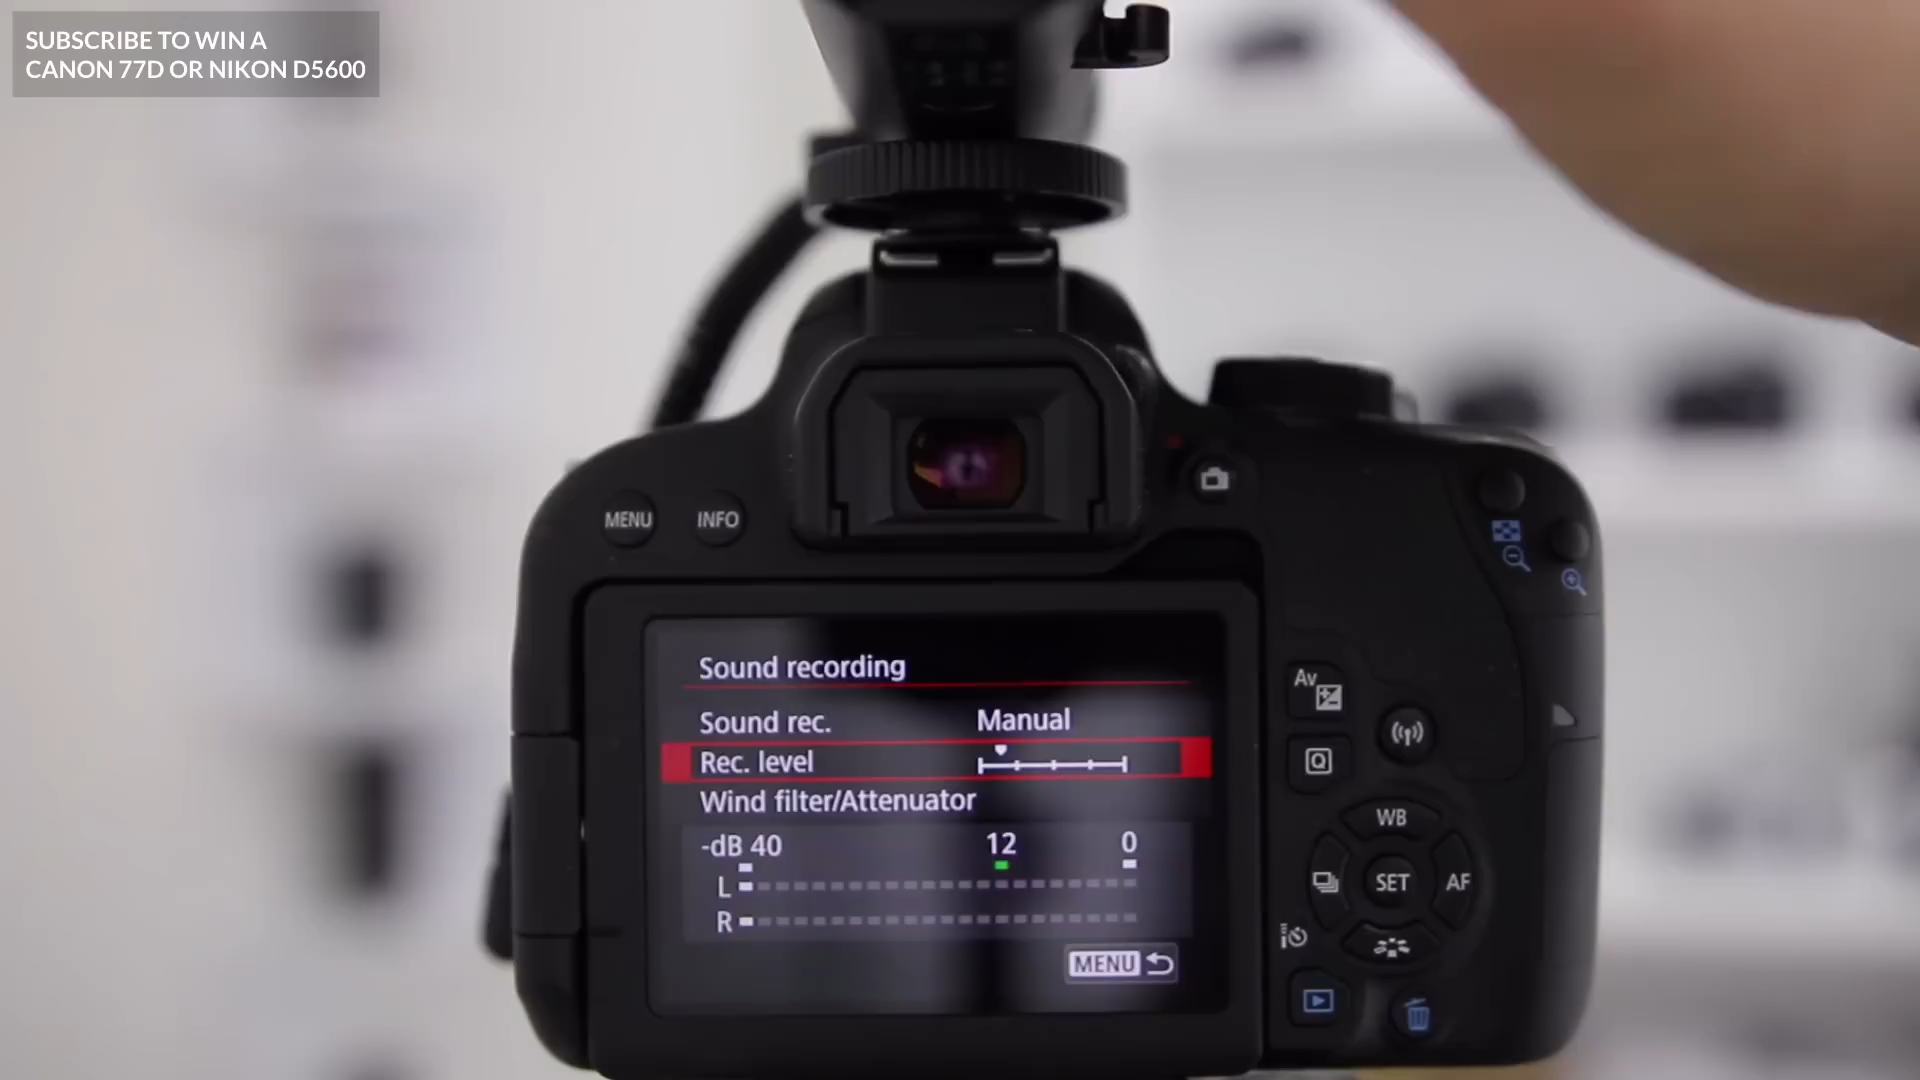 SUBSCRIBE TO WIN A
CANON 77D OR NIKON D5600
MENU INFO
Sound recording
Sound rec. Manual
Rec. level
Wind filter/Attenuator
-dB 40 12 0
L
R
MENU
Av
Q
WB
SET AF